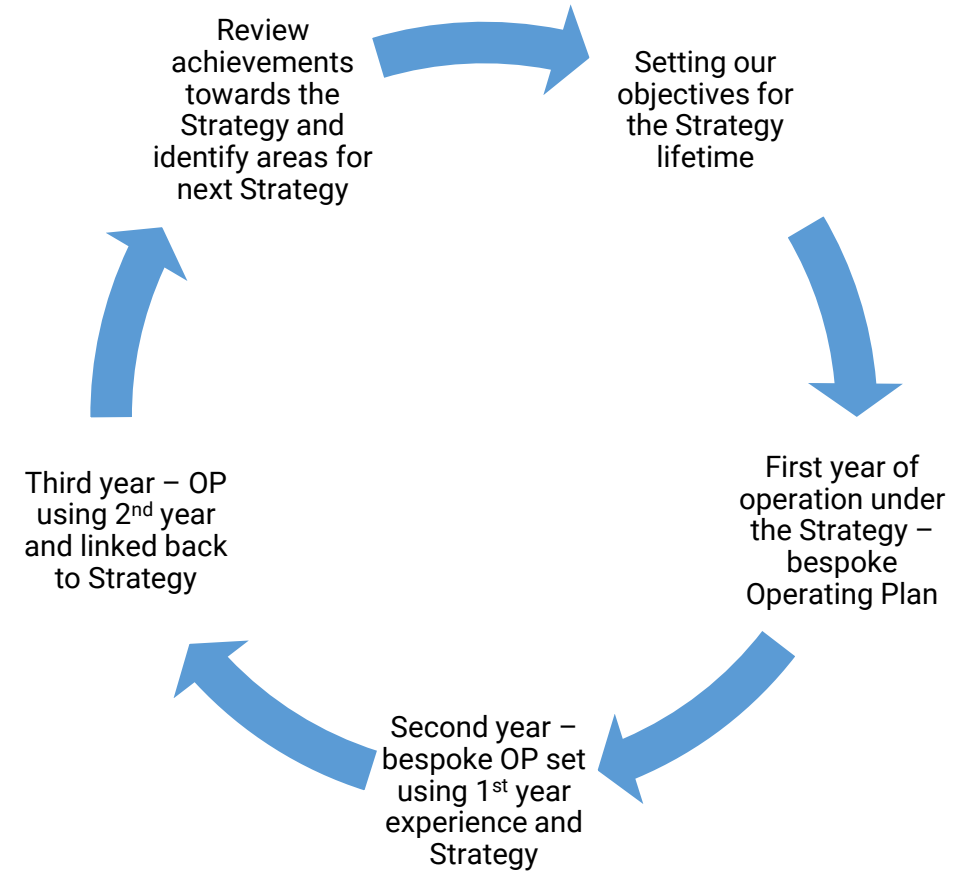 Review
achievements
towards the
Strategy and
identify areas for
next Strategy
Setting our
objectives for
the Strategy
lifetime
First year of
operation under
the Strategy –
bespoke
Operating Plan
Second year –
bespoke OP set
using 1st year
experience and
Strategy
Third year – OP
using 2nd year
and linked back
to Strategy